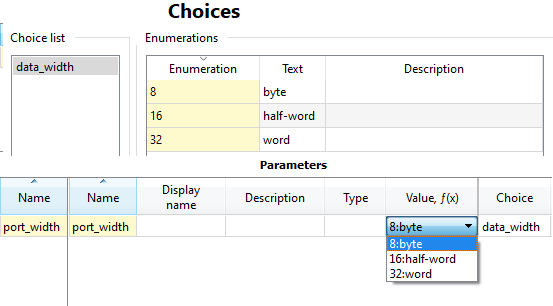 Choices
Choice list
data_width
Enumerations
Enumeration Text Description
8 byte
16 half-word
32 word
Parameters
Name Name Display name Description Type Value, f(x) Choice
port_width port_width 8:byte data_width
8:byte
16:half-word
32:word